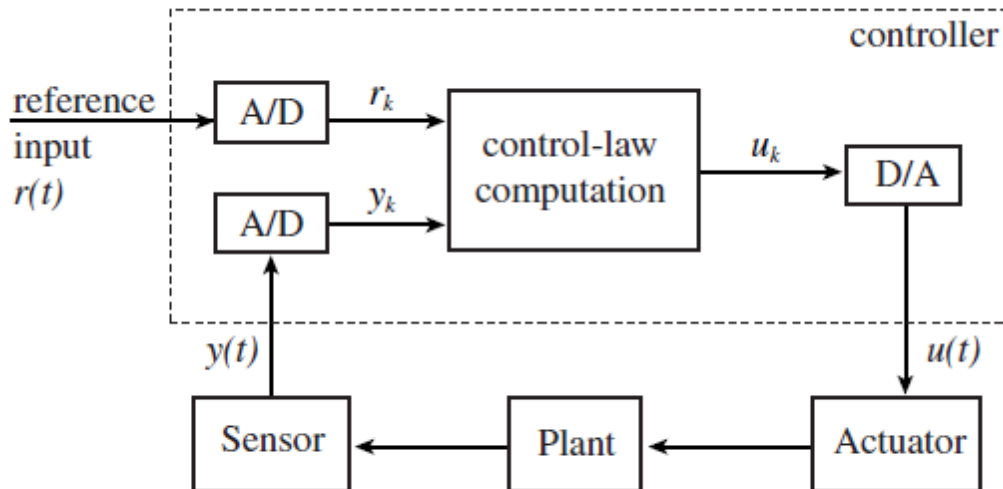 controller
reference
input
r(t)
A/D
r_k
control-law
computation
u_k
D/A
A/D
y_k
y(t)
u(t)
Sensor
Plant
Actuator